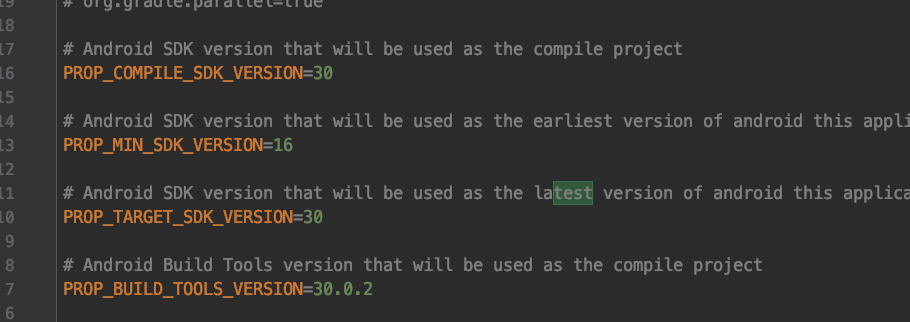 19 # org.gradle.parallel=true
18
17 # Android SDK version that will be used as the compile project
16 PROP_COMPILE_SDK_VERSION=30
15
14 # Android SDK version that will be used as the earliest version of android this appli
13 PROP_MIN_SDK_VERSION=16
12
11 # Android SDK version that will be used as the latest version of android this applica
10 PROP_TARGET_SDK_VERSION=30
9
8 # Android Build Tools version that will be used as the compile project
7 PROP_BUILD_TOOLS_VERSION=30.0.2
6